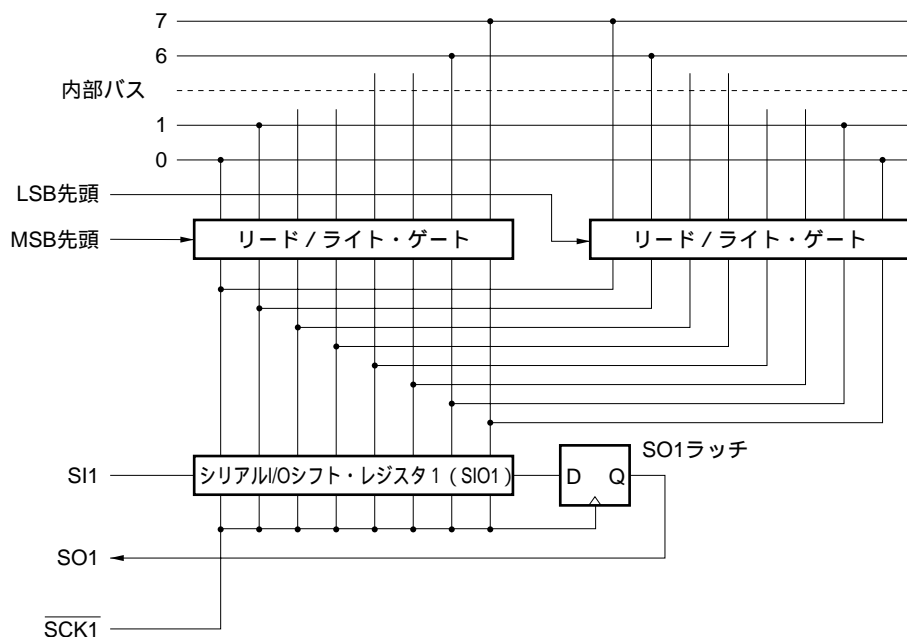 7
6
内部バス
1
0
LSB先頭
MSB先頭
リード／ライト・ゲート
リード／ライト・ゲート
SO1ラッチ
SI1
シリアルI/Oシフト・レジスタ1（SIO1）
D Q
SO1
SCK1